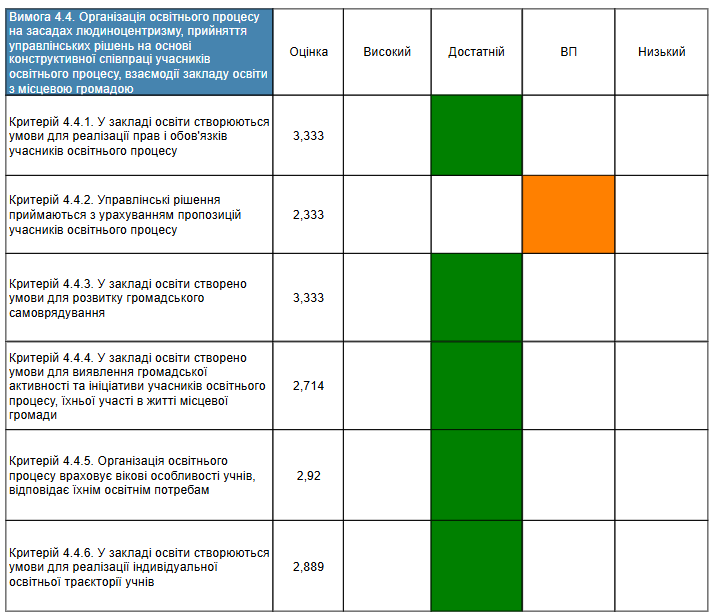 Вимога 4.4. Організація освітнього процесу
на засадах людиноцентризму, прийняття
управлінських рішень на основі
конструктивної співпраці учасників
освітнього процесу, взаємодії закладу освіти
з місцевою громадою
Оцінка
Високий
Достатній
ВП
Низький
Критерій 4.4.1. У закладі освіти створюються
умови для реалізації прав і обов'язків
учасників освітнього процесу
3,333
Критерій 4.4.2. Управлінські рішення
приймаються з урахуванням пропозицій
учасників освітнього процесу
2,333
Критерій 4.4.3. У закладі освіти створено
умови для розвитку громадського
самоврядування
3,333
Критерій 4.4.4. У закладі освіти створено
умови для виявлення громадської
активності та ініціативи учасників освітнього
процесу, їхньої участі в житті місцевої
громади
2,714
Критерій 4.4.5. Організація освітнього
процесу враховує вікові особливості учнів,
відповідає їхнім освітнім потребам
2,92
Критерій 4.4.6. У закладі освіти створюються
умови для реалізації індивідуальної
освітньої траєкторії учнів
2,889